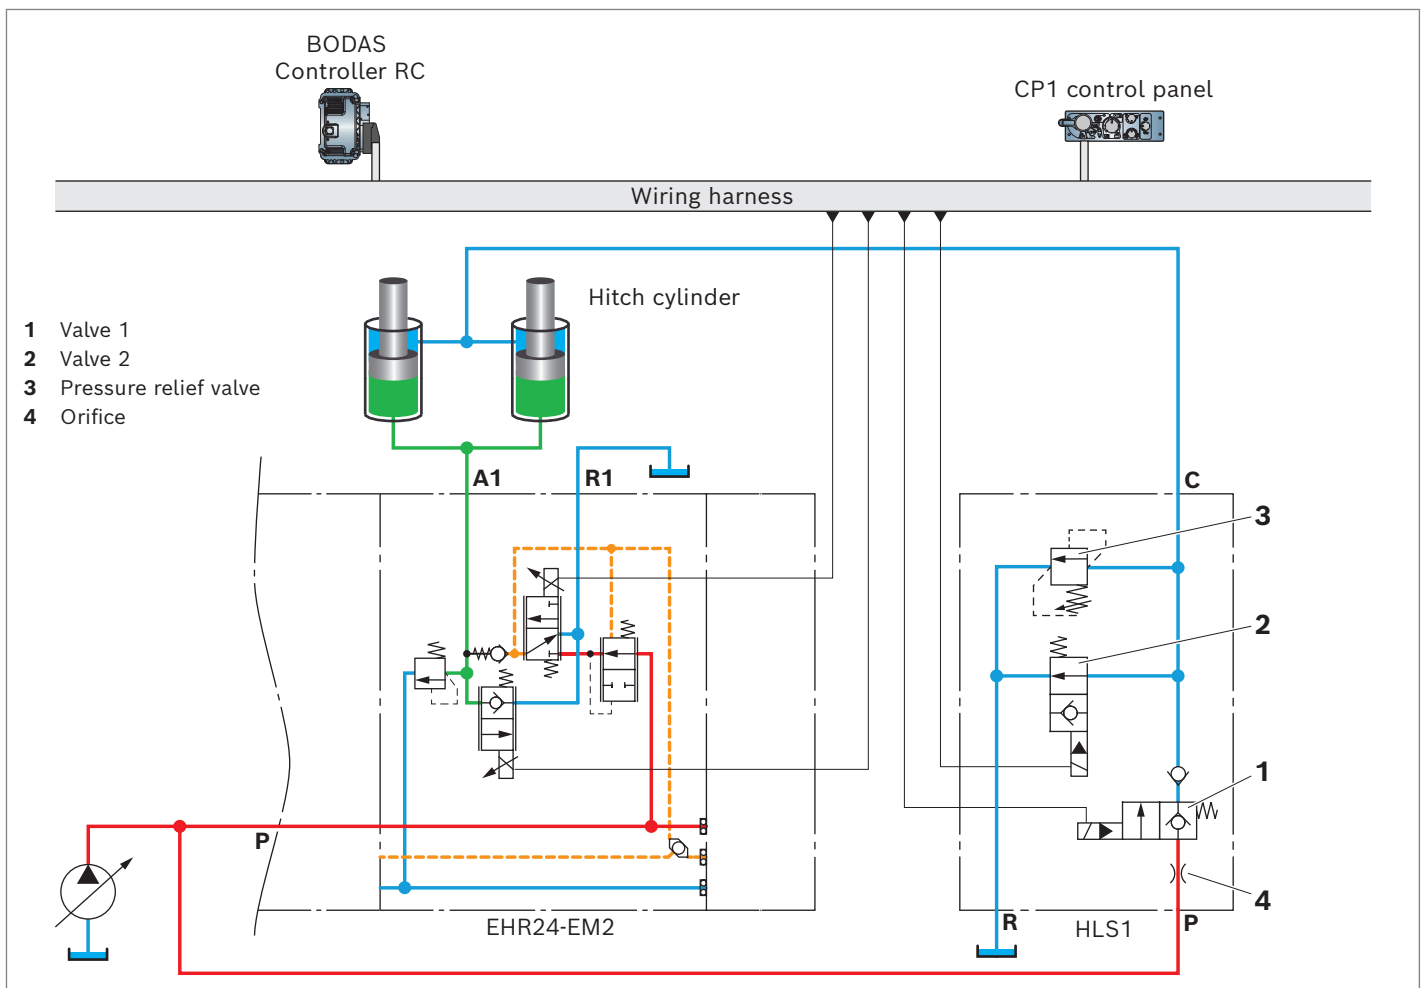 BODAS
Controller RC
CP1 control panel
Wiring harness
Hitch cylinder
1 Valve 1
2 Valve 2
3 Pressure relief valve
4 Orifice
A1
R1
C
3
2
1
P
4
R
P
EHR24-EM2
HLS1